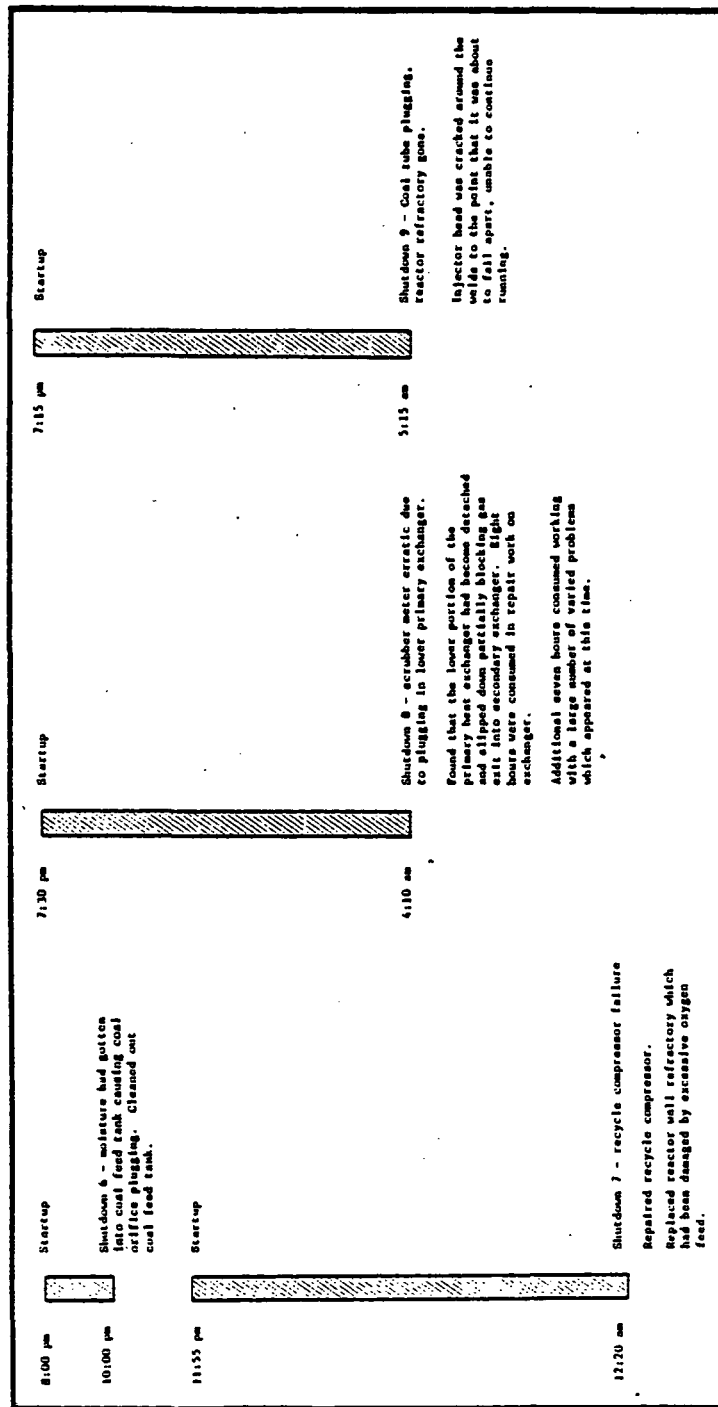 8:00 pm
Startup
10:00 pm
Shutdown 6 - moisture had gotten
into coal feed tank causing coal
orifice plugging. Cleaned out
coal feed tank.
11:55 pm
Startup
12:20 am
Shutdown 7 - recycle compressor failure
Repaired recycle compressor.
Replaced reactor wall refractory which
had been damaged by excessive oxygen
feed.
7:30 pm
Startup
4:10 am
Shutdown 8 - scrubber meter erratic due
to plugging in lower primary exchanger.
Found that the lower portion of the
primary heat exchanger had become detached
and slipped down partially blocking gas
exit into secondary exchanger. Eight
hours were consumed in repair work on
exchanger.
Additional seven hours consumed working
with a large number of varied problems
which appeared at this time.
7:15 pm
Startup
5:15 am
Shutdown 9 - Coal tube plugging,
reactor refractory gone.
Injector head was cracked around the
welds to the point that it was about
to fall apart, unable to continue
running.